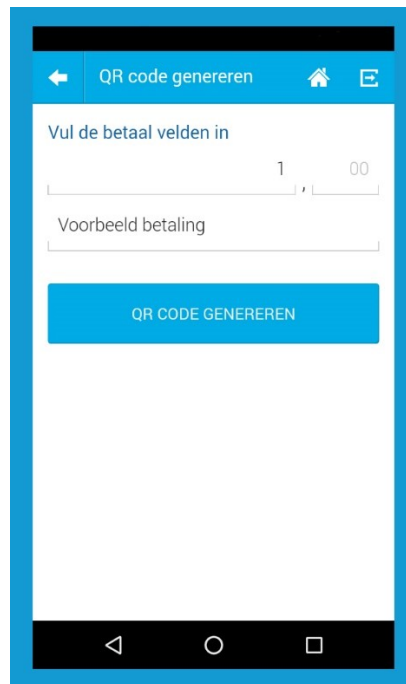 QR code genereren
Vul de betaal velden in
1 , 00
Voorbeeld betaling
QR CODE GENEREREN